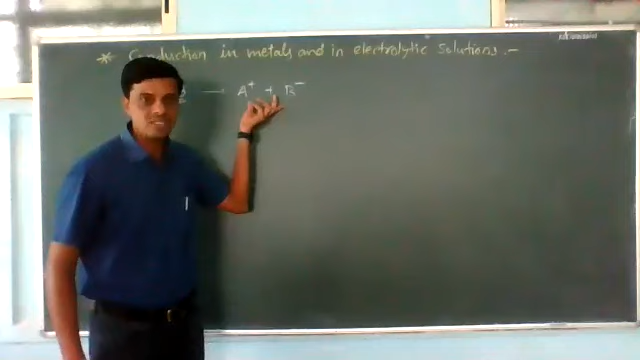 * Conduction in metals and in electrolytic solutions :-
→ A⁺ + B⁻